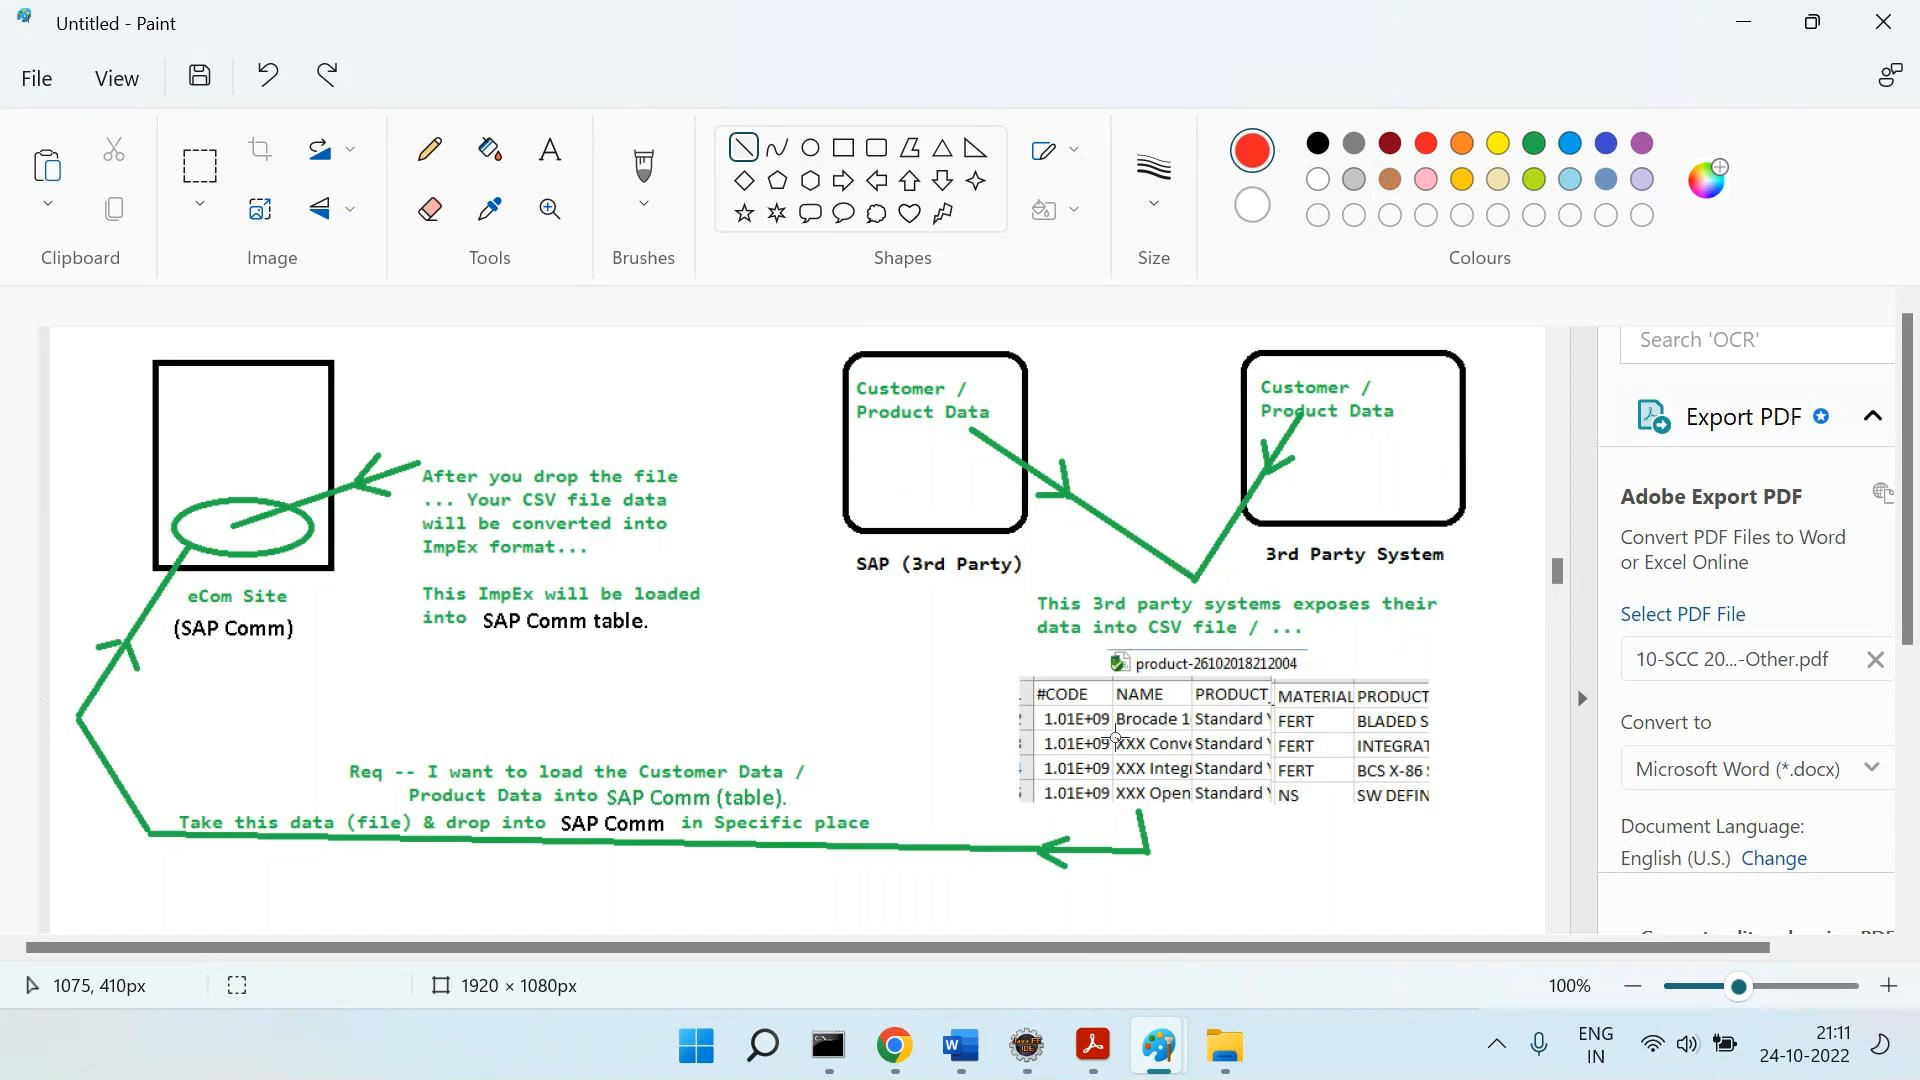 Untitled - Paint
File View
Clipboard
Image
Tools
Brushes
Shapes
Size
Colours
Customer /
Product Data
SAP (3rd Party)
Customer /
Product Data
3rd Party System
After you drop the file
... Your CSV file data
will be converted into
ImpEx format...
This ImpEx will be loaded
into SAP Comm table.
eCom Site
(SAP Comm)
This 3rd party systems exposes their
data into CSV file / ...
product-26102018212004
#CODE NAME PRODUCT_ MATERIAL PRODUCT
1.01E+09 Brocade 1 Standard FERT BLADED S
1.01E+09 XXX Conve Standard FERT INTEGRAT
1.01E+09 XXX Integ Standard FERT BCS X-86
1.01E+09 XXX Open Standard NS SW DEFIN
Req -- I want to load the Customer Data /
Product Data into SAP Comm (table).
Take this data (file) & drop into SAP Comm in Specific place
Search 'OCR'
Export PDF
Adobe Export PDF
Convert PDF Files to Word
or Excel Online
Select PDF File
10-SCC 20...-Other.pdf
Convert to
Microsoft Word (*.docx)
Document Language:
English (U.S.) Change
1075, 410px
1920 × 1080px
100%
ENG
IN
21:11
24-10-2022